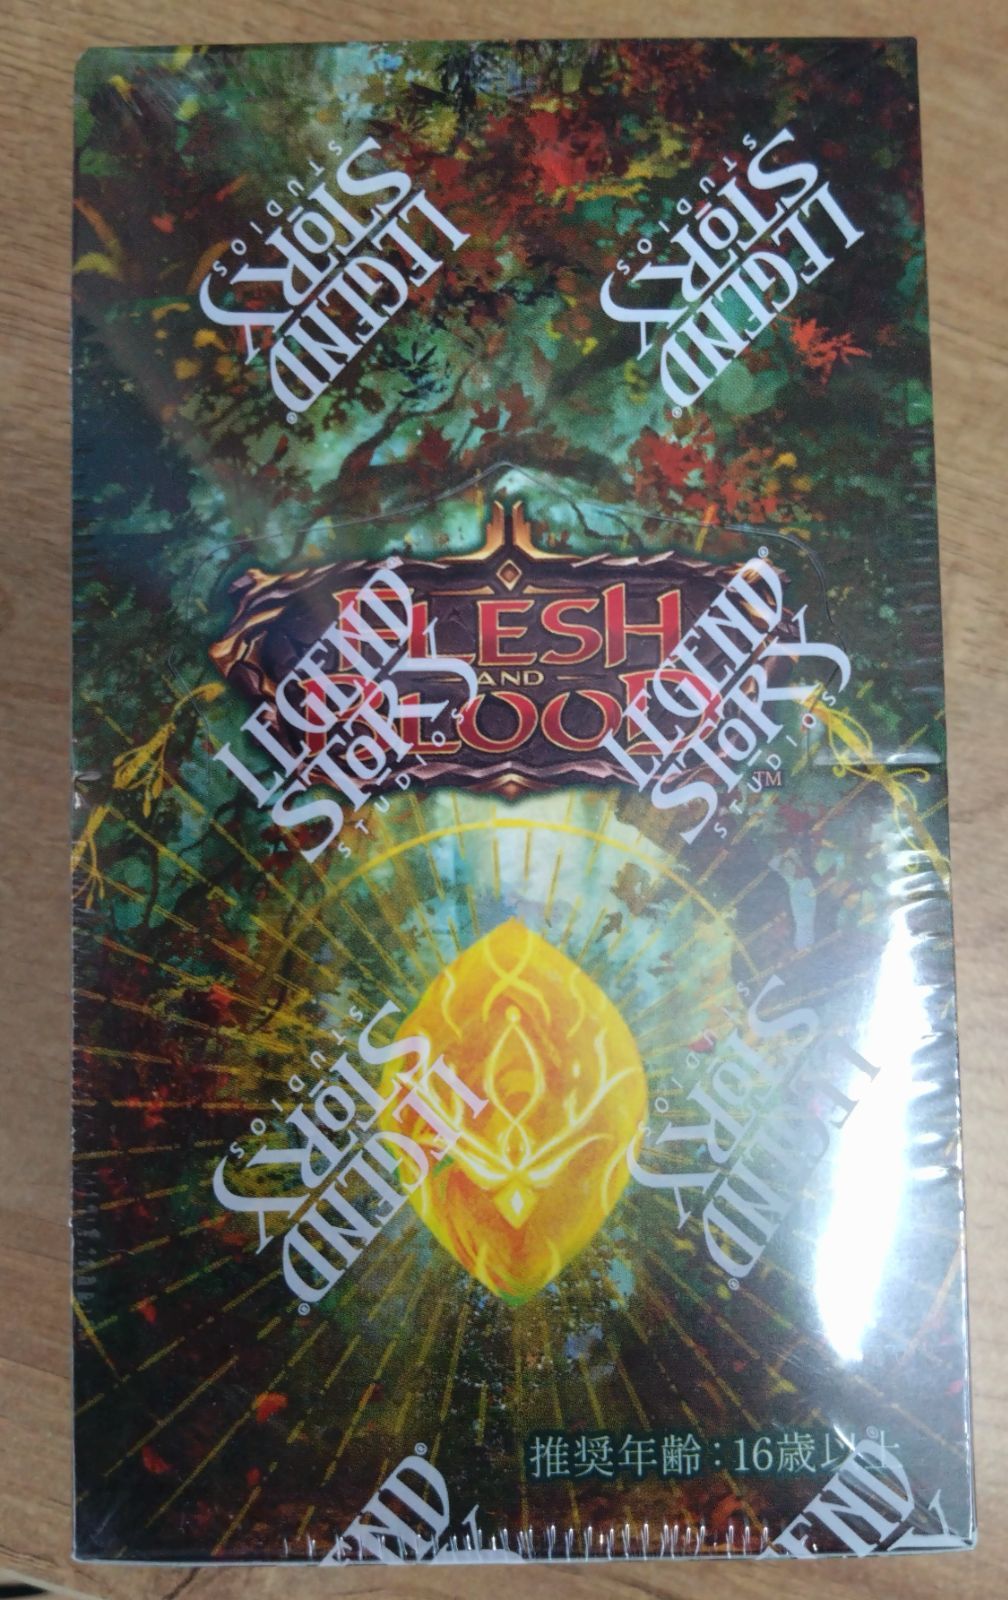 LEGEND
STORY
STUDIOS
LEGEND
STORY
STUDIOS
FLESH
AND
BLOOD
TM
LEGEND
STORY
STUDIOS
LEGEND
STORY
STUDIOS
LEGEND
STORY
STUDIOS
LEGEND
STORY
STUDIOS
推奨年齢：16歳以上